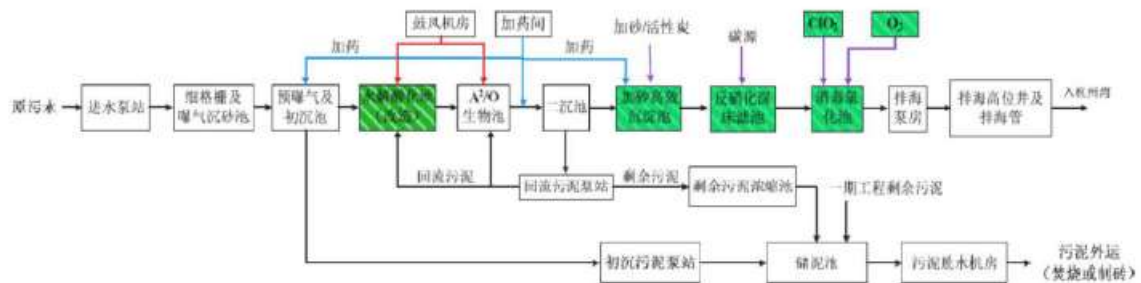 鼓风机房
加药间
加砂/活性炭
碳源
ClO₂
O₃
加药
加药
原污水
进水泵站
细格栅及
曝气沉砂池
预曝气及
初沉池
水解酸化池
(改造)
A²/O
生物池
二沉池
加砂高效
沉淀池
反硝化深
床滤池
消毒氧
化池
排海
泵房
排海高位井及
排海管
入杭州湾
回流污泥
回流污泥泵站
剩余污泥
剩余污泥浓缩池
一期工程剩余污泥
初沉污泥泵站
储泥池
污泥脱水机房
污泥外运
(焚烧或制砖)